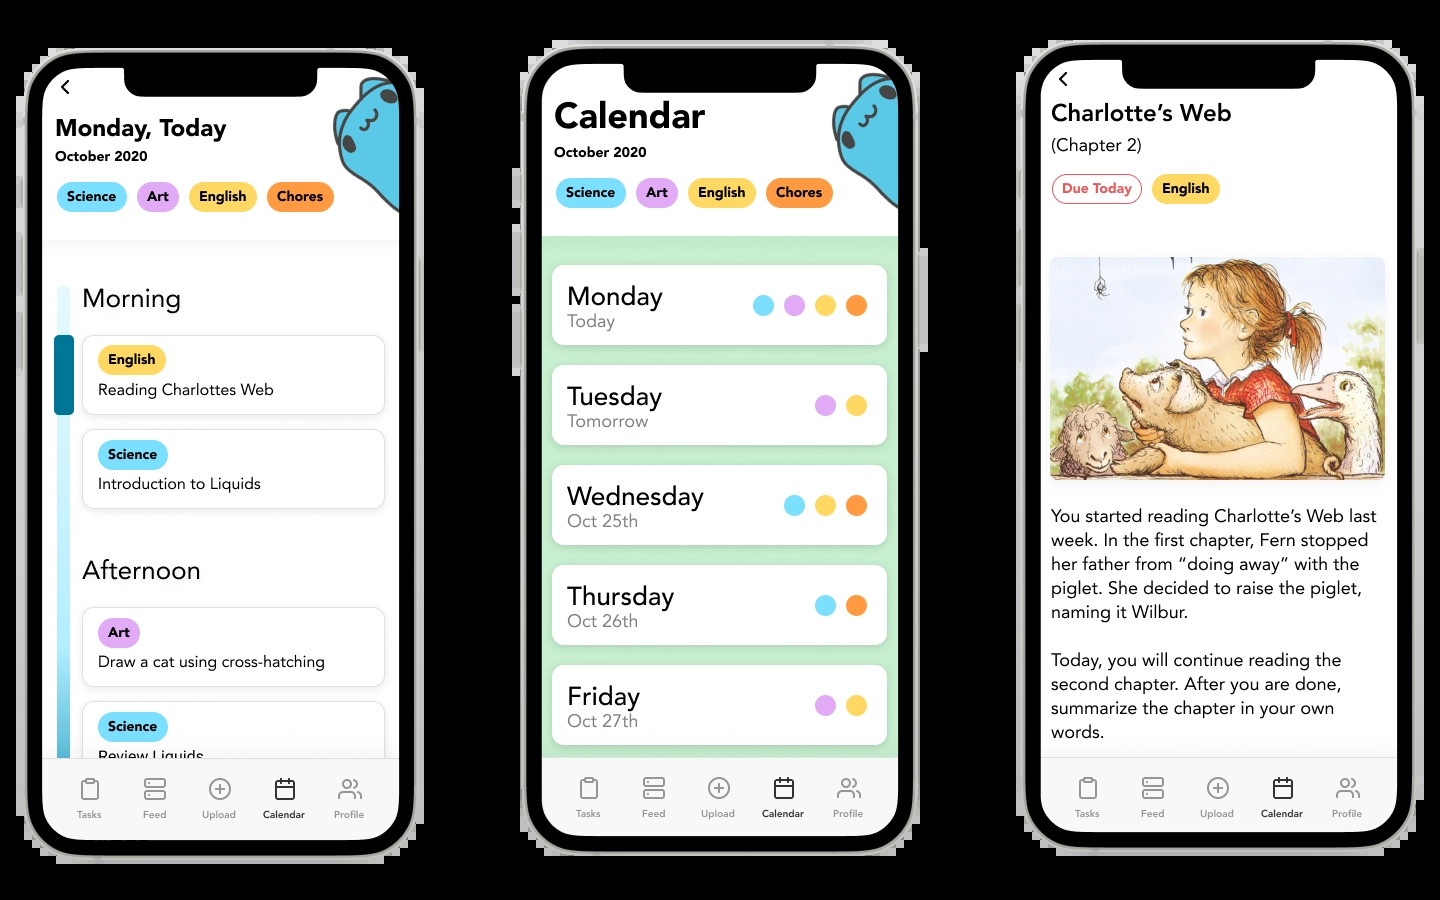 Monday, Today
October 2020
Science Art English Chores
Morning
English
Reading Charlottes Web
Science
Introduction to Liquids
Afternoon
Art
Draw a cat using cross-hatching
Science
Review Liquids
Tasks Feed Upload Calendar Profile
Calendar
October 2020
Science Art English Chores
Monday
Today
Tuesday
Tomorrow
Wednesday
Oct 25th
Thursday
Oct 26th
Friday
Oct 27th
Tasks Feed Upload Calendar Profile
Charlotte’s Web
(Chapter 2)
Due Today English
You started reading Charlotte’s Web last
week. In the first chapter, Fern stopped
her father from “doing away” with the
piglet. She decided to raise the piglet,
naming it Wilbur.
Today, you will continue reading the
second chapter. After you are done,
summarize the chapter in your own
words.
Tasks Feed Upload Calendar Profile